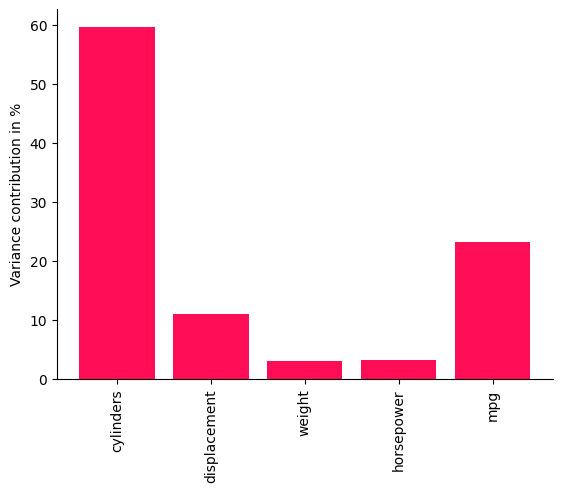 Variance contribution in %
60
50
40
30
20
10
0
cylinders
displacement
weight
horsepower
mpg